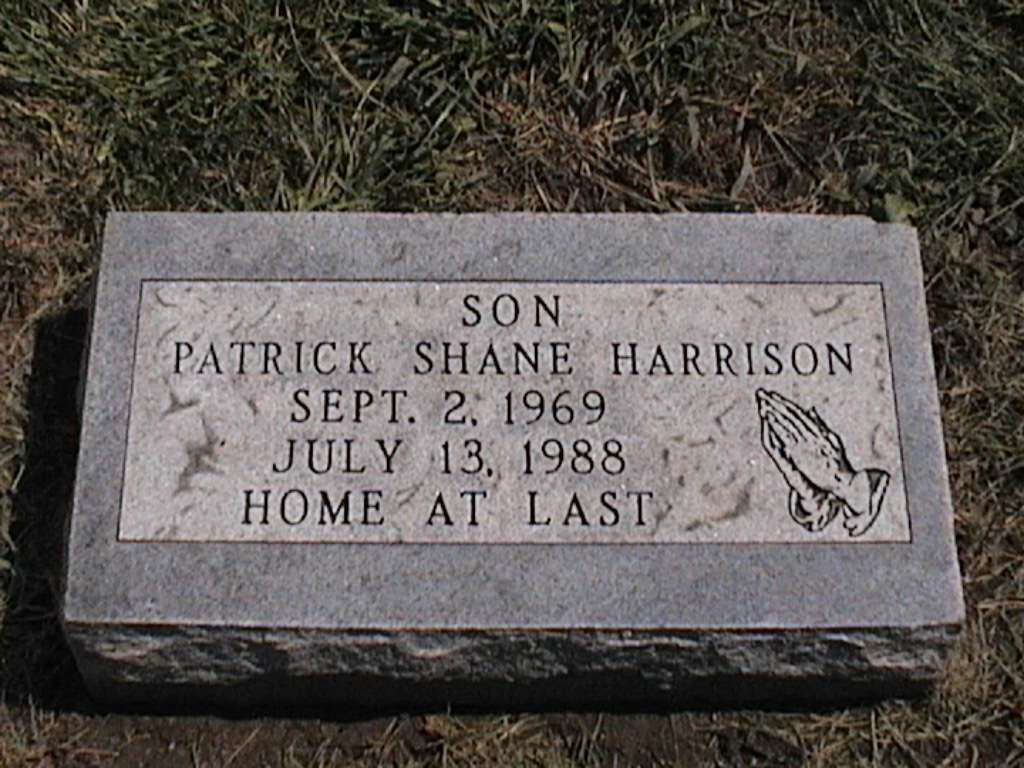 SON
PATRICK SHANE HARRISON
SEPT. 2, 1969
JULY 13, 1988
HOME AT LAST